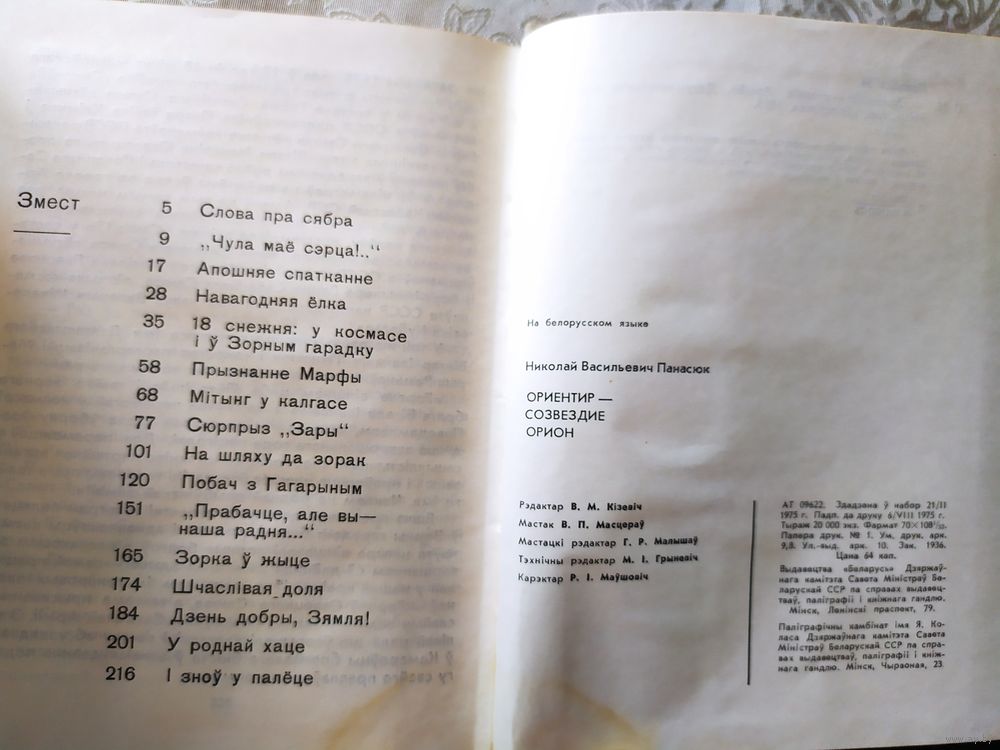 Змест
5 Слова пра сябра
9 „Чула маё сэрца!..“
17 Апошняе спатканне
28 Навагодняя ёлка
35 18 снежня: у космасе
і ў Зорным гарадку
58 Прызнанне Марфы
68 Мітынг у калгасе
77 Сюрпрыз „Зары“
101 На шляху да зорак
120 Побач з Гагарыным
151 „Прабачце, але вы—
наша радня...“
165 Зорка ў жыце
174 Шчаслівая доля
184 Дзень добры, Зямля!
201 У роднай хаце
216 І зноў у палёце
На белорусском языке
Николай Васильевич Панасюк
ОРИЕНТИР —
СОЗВЕЗДИЕ
ОРИОН
Рэдактар В. М. Кізевіч
Мастак В. П. Масцераў
Мастацкі рэдактар Г. Р. Малышаў
Тэхнічны рэдактар М. І. Грыневіч
Карэктар Р. І. Маўшовіч
АТ 09622. Здадзена ў набор 21/II
1975 г. Падп. да друку 6/VIII 1975 г.
Тыраж 20 000 экз. Фармат 70×108 1/32.
Папера друк. № 1. Ум. друк. арк.
9,8. Ул.-выд. арк. 10. Зак. 1936.
Цана 64 кап.
Выдавецтва «Беларусь» Дзяржаў-
нага камітэта Савета Міністраў Бе-
ларускай ССР па справах выдавец-
тваў, паліграфіі і кніжнага гандлю.
Мінск, Ленінскі праспект, 79.
Паліграфічны камбінат імя Я. Ко-
ласа Дзяржаўнага камітэта Савета
Міністраў Беларускай ССР па спра-
вах выдавецтваў, паліграфіі і кніж-
нага гандлю. Мінск, Чырвоная, 23.